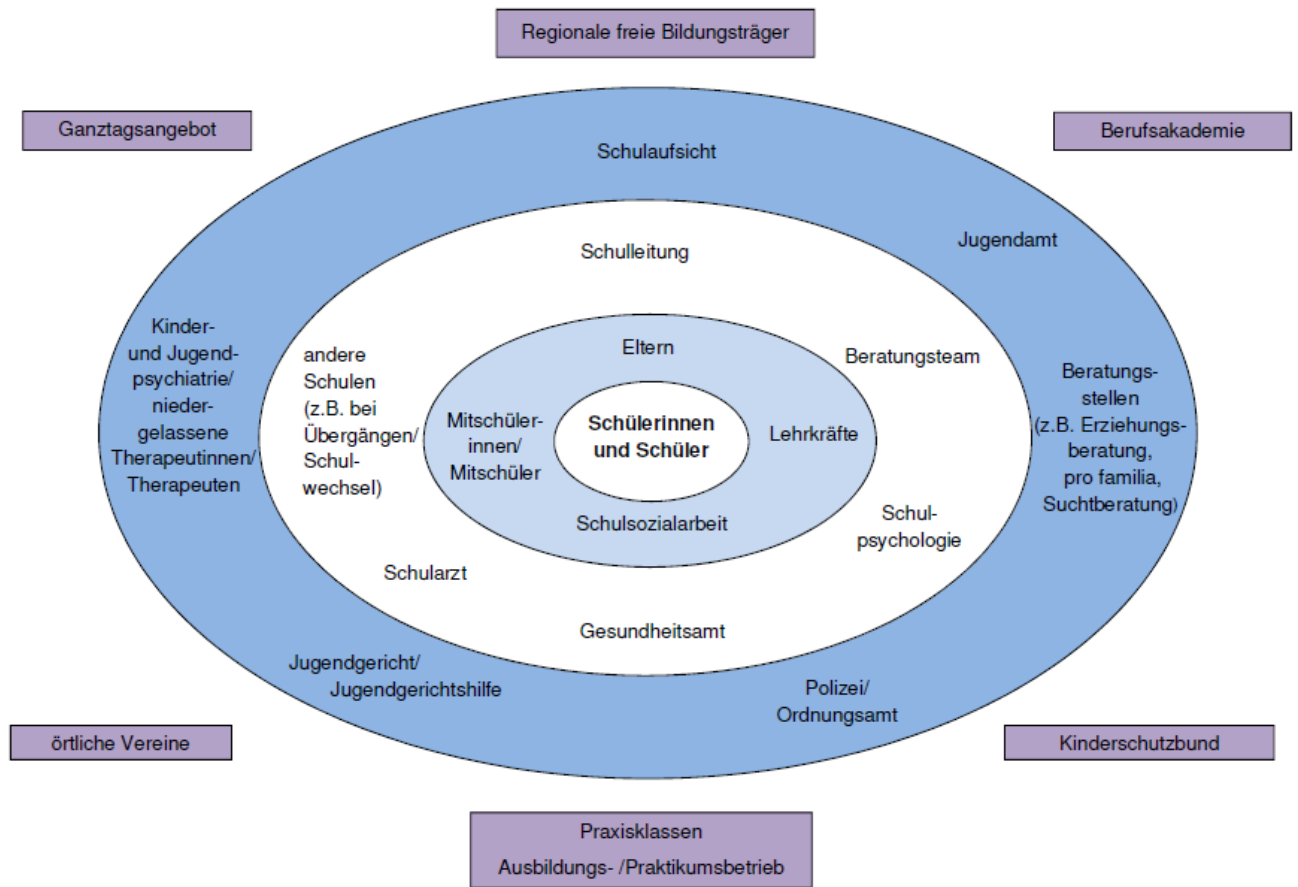 Regionale freie Bildungsträger
Ganztagsangebot
Berufsakademie
Schulaufsicht
Jugendamt
Schulleitung
Kinder-
und Jugend-
psychiatrie/
nieder-
gelassene
Therapeutinnen/
Therapeuten
andere
Schulen
(z.B. bei
Übergängen/
Schul-
wechsel)
Eltern
Beratungsteam
Beratungs-
stellen
(z.B. Erziehungs-
beratung,
pro familia,
Suchtberatung)
Mitschüler-
innen/
Mitschüler
Schülerinnen
und Schüler
Lehrkräfte
Schulsozialarbeit
Schul-
psychologie
Schularzt
Gesundheitsamt
Jugendgericht/
Jugendgerichtshilfe
Polizei/
Ordnungsamt
örtliche Vereine
Kinderschutzbund
Praxisklassen
Ausbildungs- /Praktikumsbetrieb